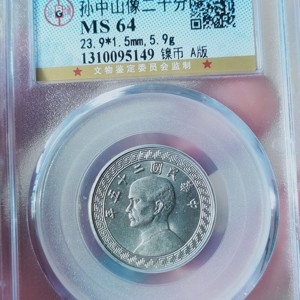 孙中山像二十分
G
MS 64
23.9*1.5mm,5.9g
1310095149 镍币 A版
★文物鉴定委员会监制★
年五十二國民華中